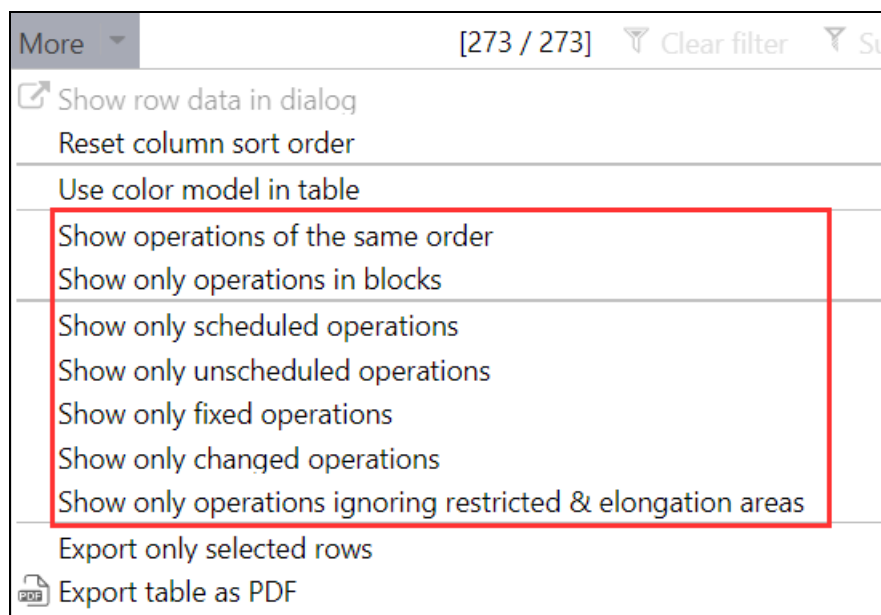 More [273 / 273] Clear filter Su
Show row data in dialog
Reset column sort order
Use color model in table
Show operations of the same order
Show only operations in blocks
Show only scheduled operations
Show only unscheduled operations
Show only fixed operations
Show only changed operations
Show only operations ignoring restricted & elongation areas
Export only selected rows
PDF Export table as PDF